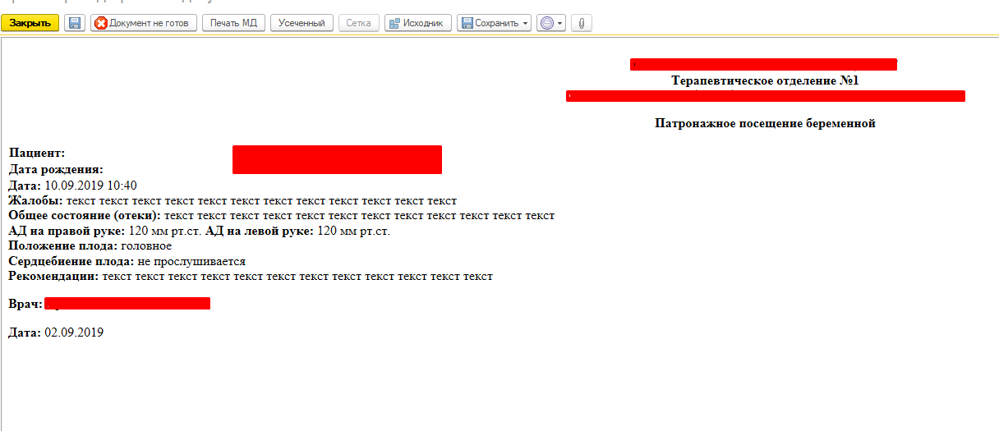 Закрыть Документ не готов Печать МД Усеченный Сетка Исходник Сохранить
Терапевтическое отделение №1
Патронажное посещение беременной
Пациент:
Дата рождения:
Дата: 10.09.2019 10:40
Жалобы: текст текст текст текст текст текст текст текст текст текст текст текст
Общее состояние (отеки): текст текст текст текст текст текст текст текст текст текст текст текст
АД на правой руке: 120 мм рт.ст. АД на левой руке: 120 мм рт.ст.
Положение плода: головное
Сердцебиение плода: не прослушивается
Рекомендации: текст текст текст текст текст текст текст текст текст текст текст текст
Врач:
Дата: 02.09.2019